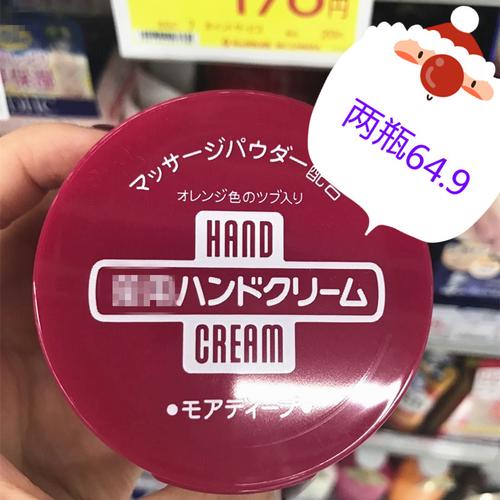 両瓶64.9
マッサージパウダー配合
オレンジ色のツブ入り
HAND
ハンドクリーム
CREAM
●モアディープ●